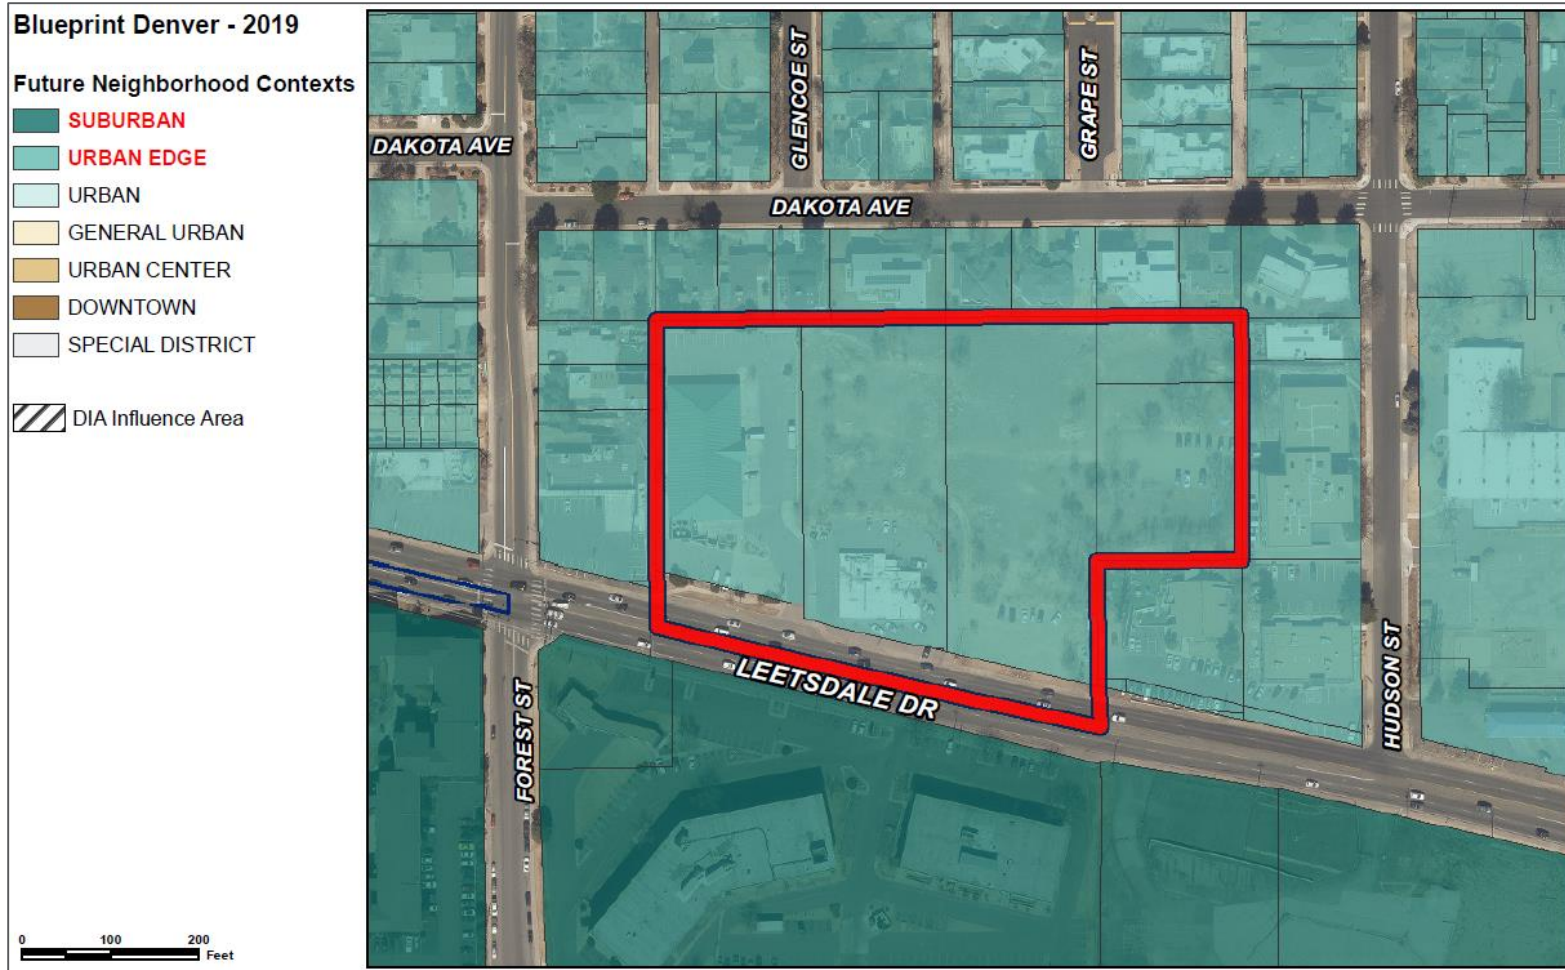 Blueprint Denver - 2019
Future Neighborhood Contexts
SUBURBAN
URBAN EDGE
URBAN
GENERAL URBAN
URBAN CENTER
DOWNTOWN
SPECIAL DISTRICT
DIA Influence Area
0 100 200
Feet
GLENCOE ST
GRAPE ST
DAKOTA AVE
DAKOTA AVE
LEETSDALE DR
FOREST ST
HUDSON ST